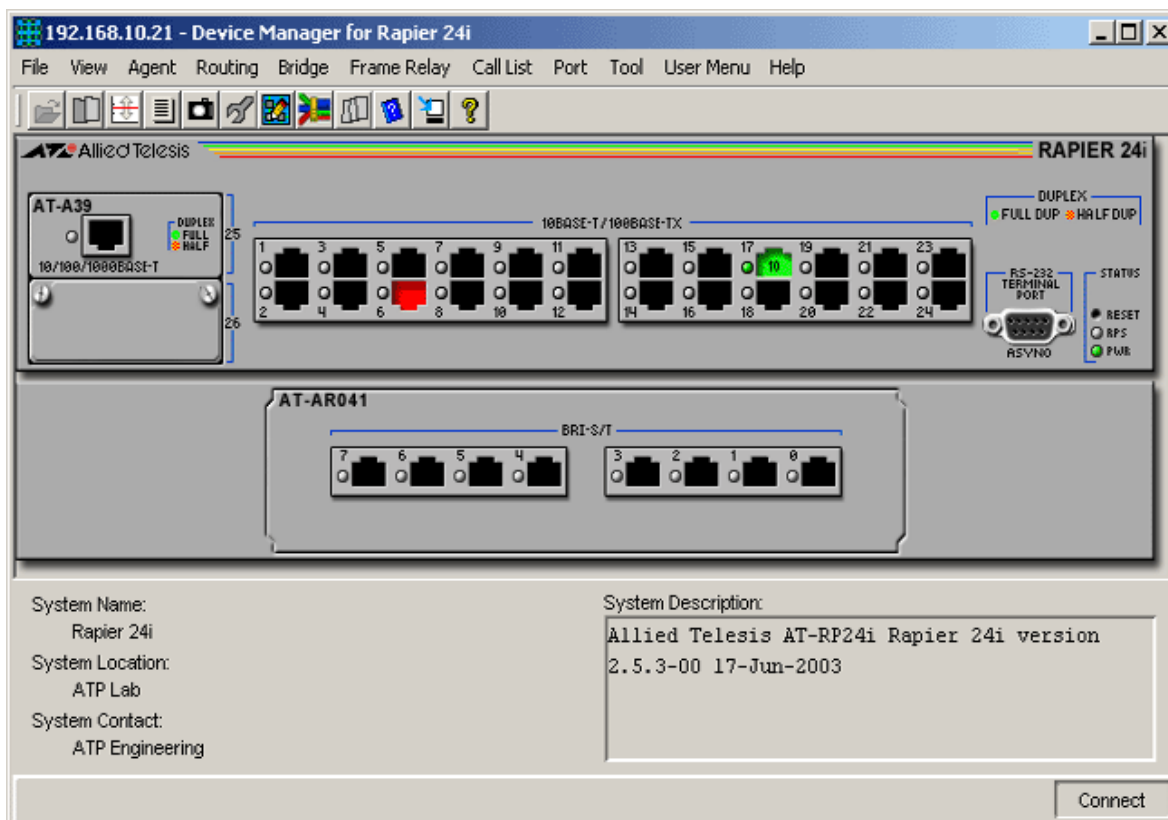 192.168.10.21 - Device Manager for Rapier 24i
File View Agent Routing Bridge Frame Relay Call List Port Tool User Menu Help
Allied Telesis RAPIER 24i
AT-A39
DUPLEX
FULL
HALF
10/100/1000BASE-T
25
26
10BASE-T/100BASE-TX
1 3 5 7 9 11 13 15 17 19 21 23
10
2 4 6 8 10 12 14 16 18 20 22 24
DUPLEX
FULL DUP HALF DUP
RS-232
TERMINAL
PORT
ASYN0
STATUS
RESET
RPS
PWR
AT-AR041
BRI-S/T
7 6 5 4 3 2 1 0
System Name:
Rapier 24i
System Location:
ATP Lab
System Contact:
ATP Engineering
System Description:
Allied Telesis AT-RP24i Rapier 24i version
2.5.3-00 17-Jun-2003
Connect